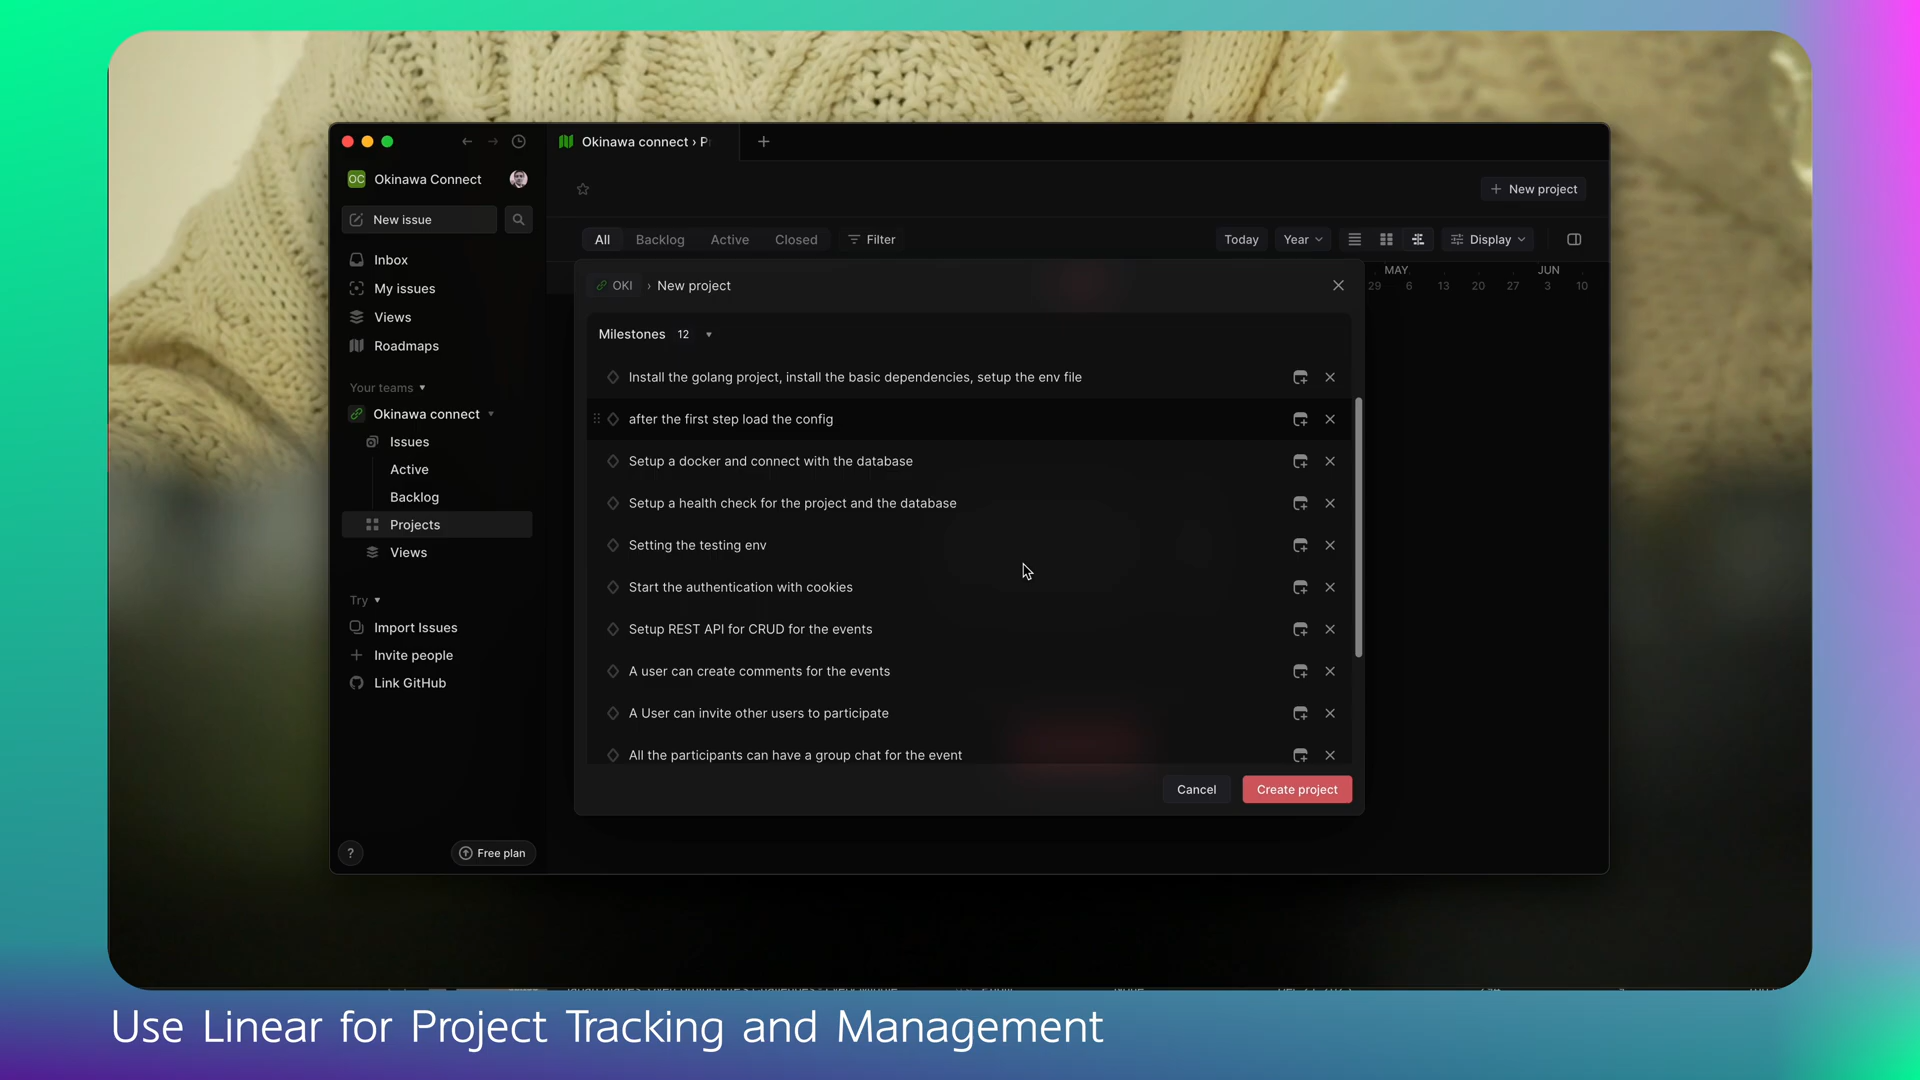 Okinawa connect › P
OC Okinawa Connect
New project
New issue
All Backlog Active Closed Filter Today Year Display
Inbox
My issues
Views
Roadmaps
Your teams
Okinawa connect
Issues
Active
Backlog
Projects
Views
Try
Import Issues
Invite people
Link GitHub
? Free plan
MAY JUN
29 6 13 20 27 3 10
OKI › New project
Milestones 12
Install the golang project, install the basic dependencies, setup the env file
after the first step load the config
Setup a docker and connect with the database
Setup a health check for the project and the database
Setting the testing env
Start the authentication with cookies
Setup REST API for CRUD for the events
A user can create comments for the events
A User can invite other users to participate
All the participants can have a group chat for the event
Cancel Create project
Use Linear for Project Tracking and Management